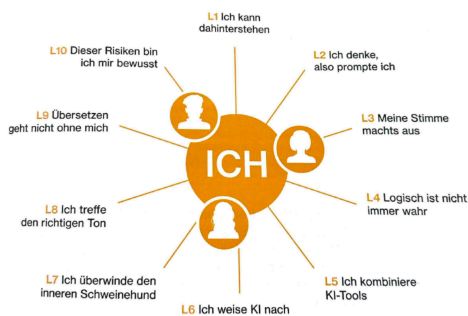 L1 Ich kann
dahinterstehen
L2 Ich denke,
also prompte ich
L3 Meine Stimme
machts aus
L4 Logisch ist nicht
immer wahr
L5 Ich kombiniere
KI-Tools
L6 Ich weise KI nach
L7 Ich überwinde den
inneren Schweinehund
L8 Ich treffe
den richtigen Ton
L9 Übersetzen
geht nicht ohne mich
L10 Dieser Risiken bin
ich mir bewusst
ICH